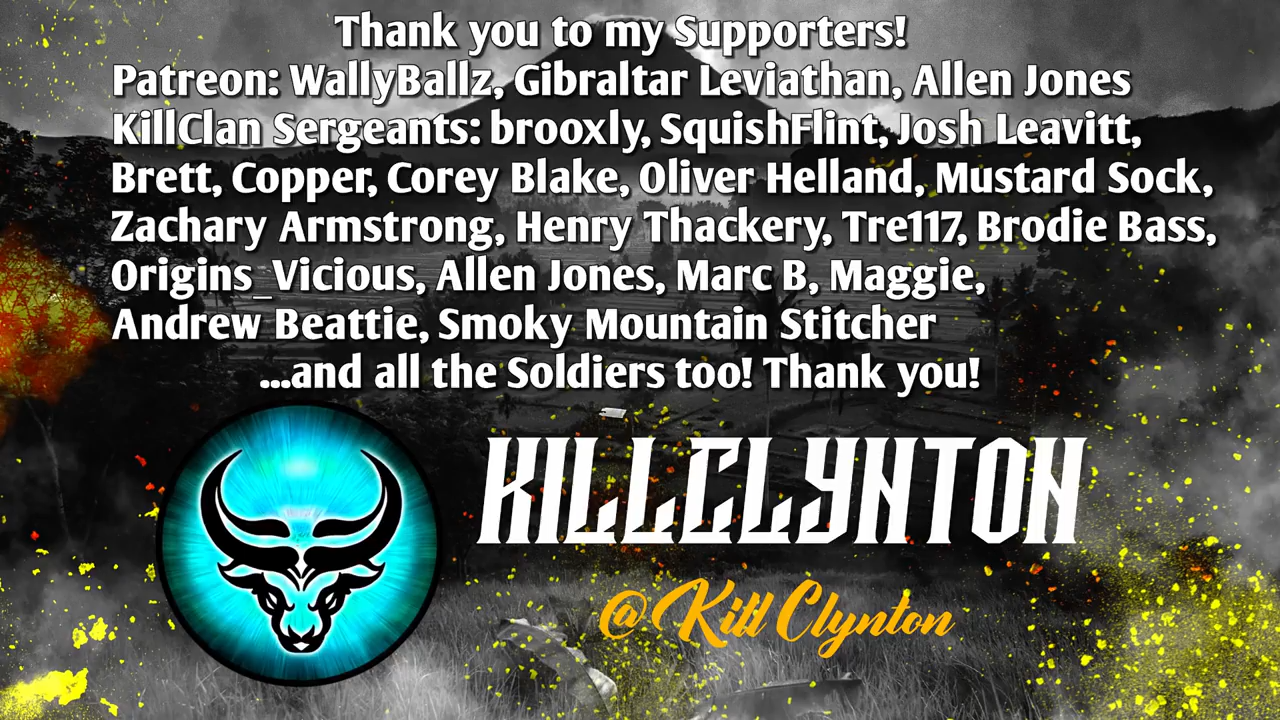 Thank you to my Supporters!
Patreon: WallyBallz, Gibraltar Leviathan, Allen Jones
KillClan Sergeants: brooxly, SquishFlint, Josh Leavitt,
Brett, Copper, Corey Blake, Oliver Helland, Mustard Sock,
Zachary Armstrong, Henry Thackery, Tre117, Brodie Bass,
Origins_Vicious, Allen Jones, Marc B, Maggie,
Andrew Beattie, Smoky Mountain Stitcher
...and all the Soldiers too! Thank you!
KILLCLYNTON
@KillClynton